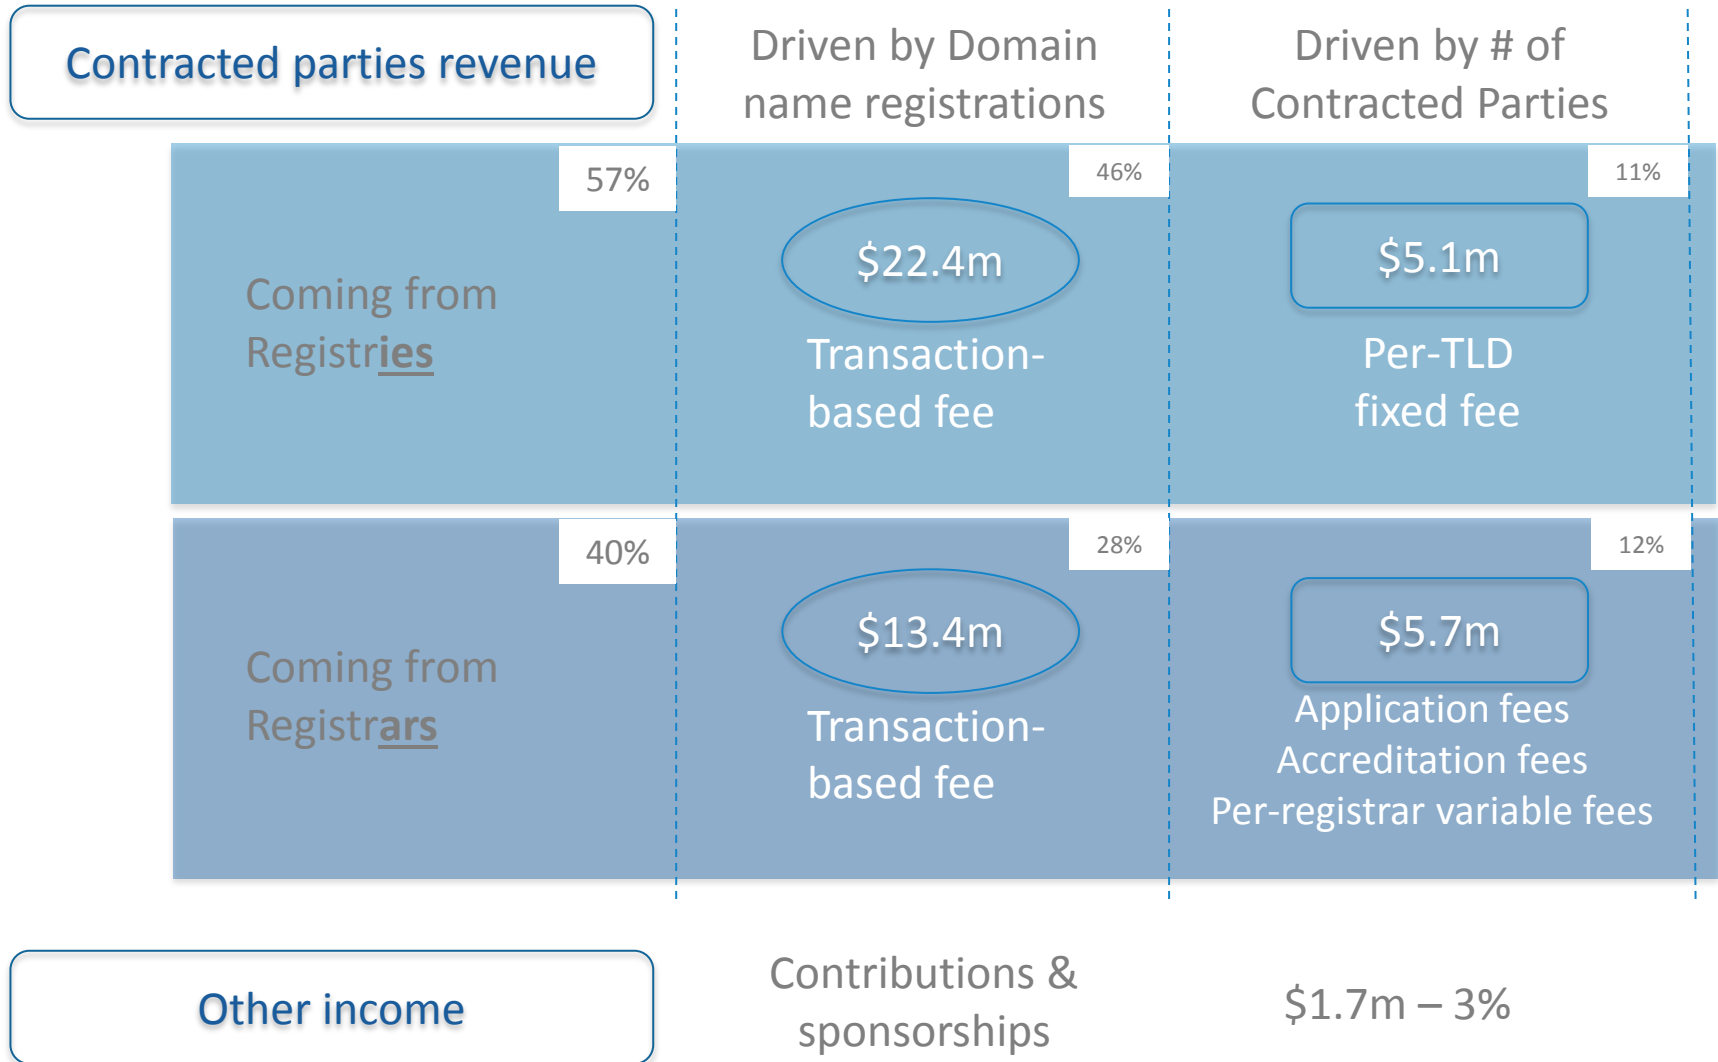 Contracted parties revenue
Driven by Domain
name registrations
Driven by # of
Contracted Parties
57%
46%
11%
Coming from
Registries
$22.4m
Transaction-
based fee
$5.1m
Per-TLD
fixed fee
40%
28%
12%
Coming from
Registrars
$13.4m
Transaction-
based fee
$5.7m
Application fees
Accreditation fees
Per-registrar variable fees
Other income
Contributions &
sponsorships
$1.7m – 3%